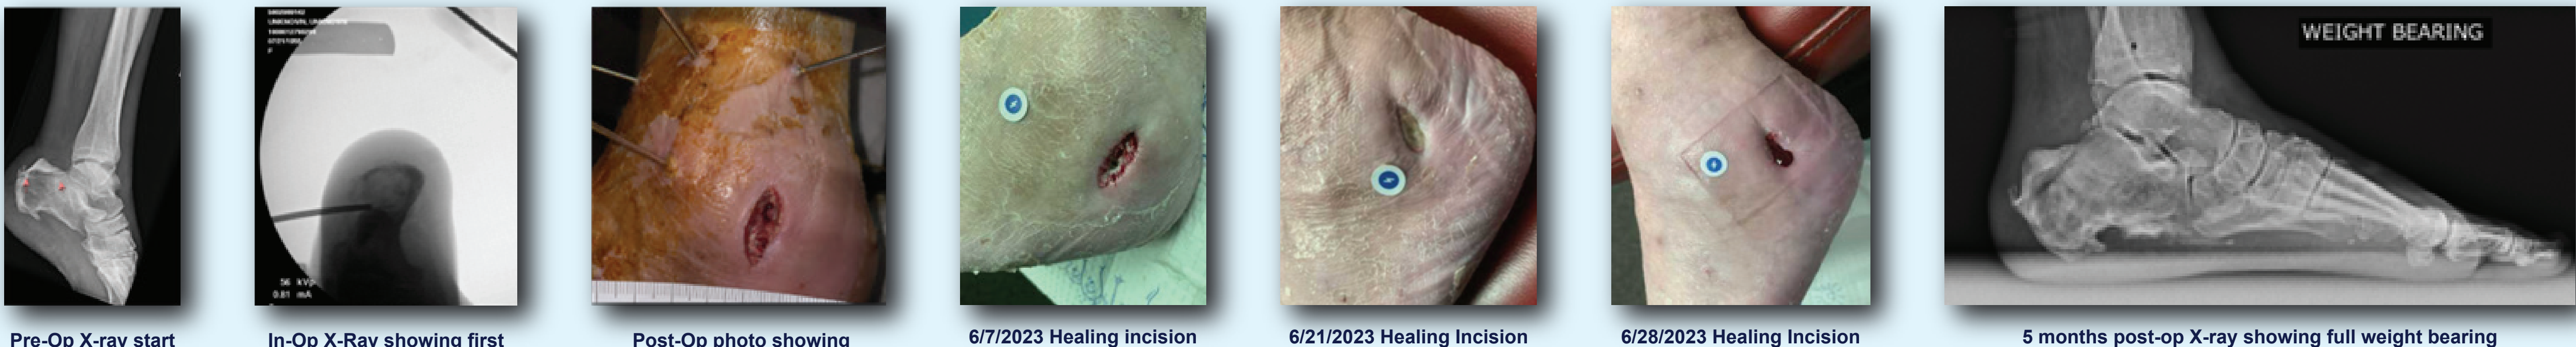 WEIGHT BEARING
56 kVp
0.81 mA
Pre-Op X-ray start
In-Op X-Ray showing first
Post-Op photo showing
6/7/2023 Healing incision
6/21/2023 Healing Incision
6/28/2023 Healing Incision
5 months post-op X-ray showing full weight bearing